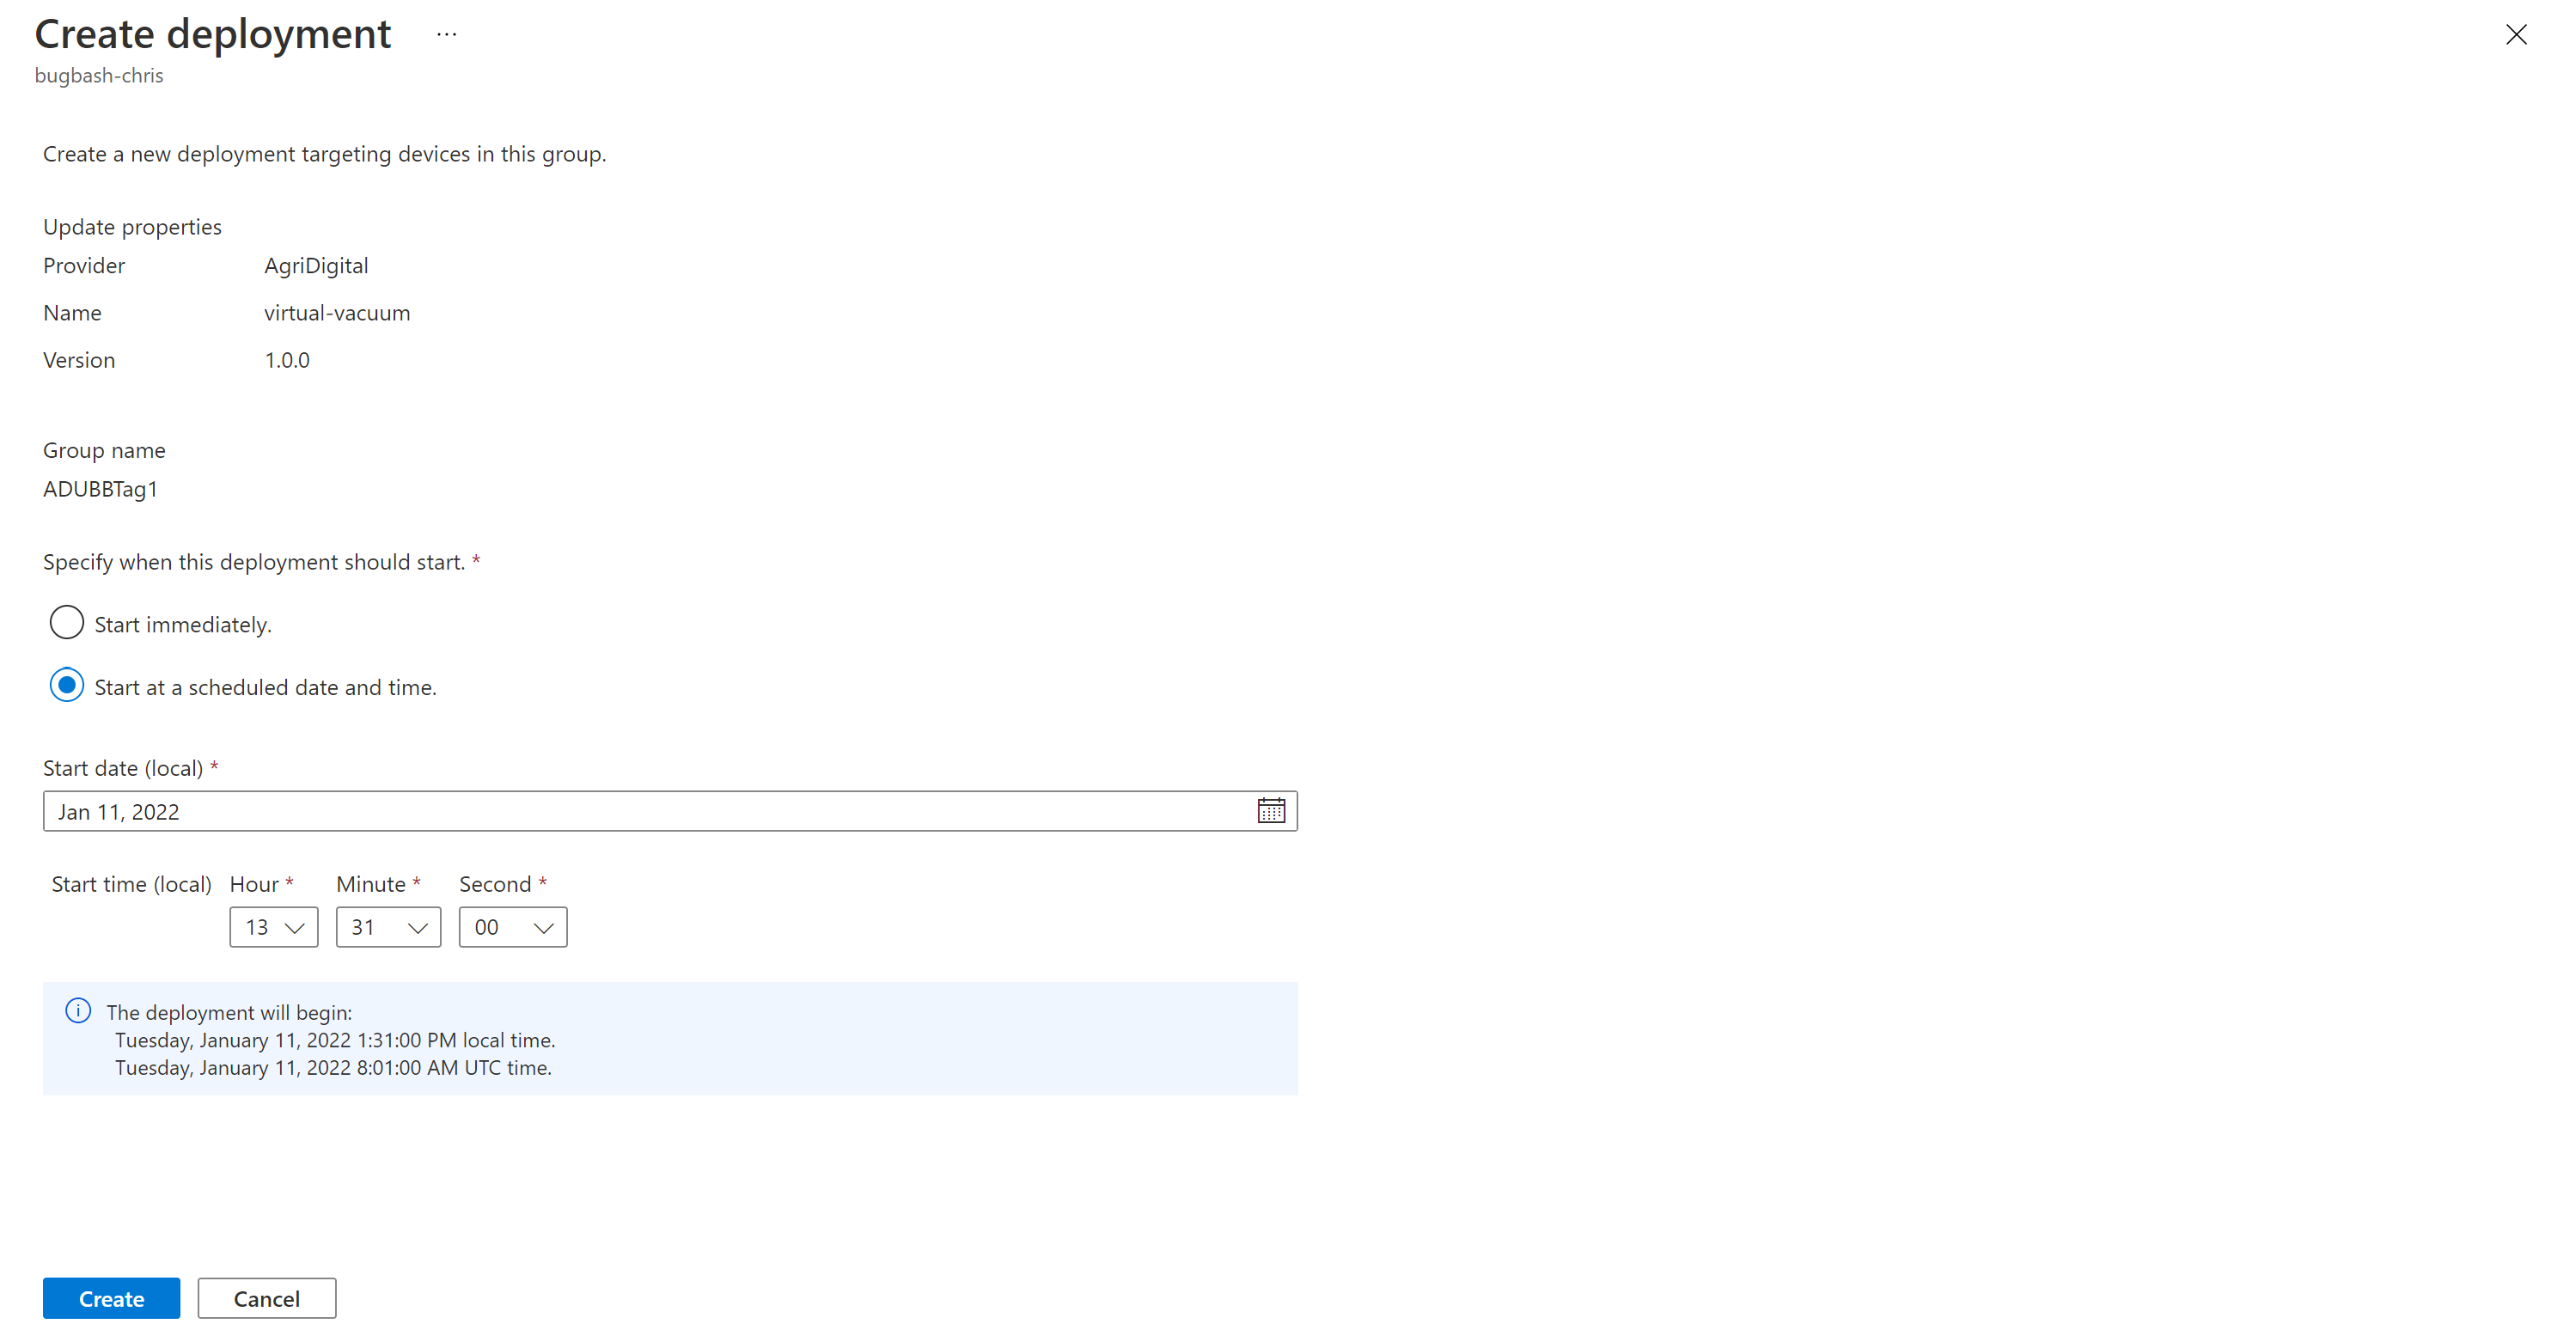 Create deployment ...
bugbash-chris
Create a new deployment targeting devices in this group.
Update properties
Provider AgriDigital
Name virtual-vacuum
Version 1.0.0
Group name
ADUBBTag1
Specify when this deployment should start. *
Start immediately.
Start at a scheduled date and time.
Start date (local) *
Jan 11, 2022
Start time (local) Hour * Minute * Second *
13 31 00
The deployment will begin:
Tuesday, January 11, 2022 1:31:00 PM local time.
Tuesday, January 11, 2022 8:01:00 AM UTC time.
Create Cancel